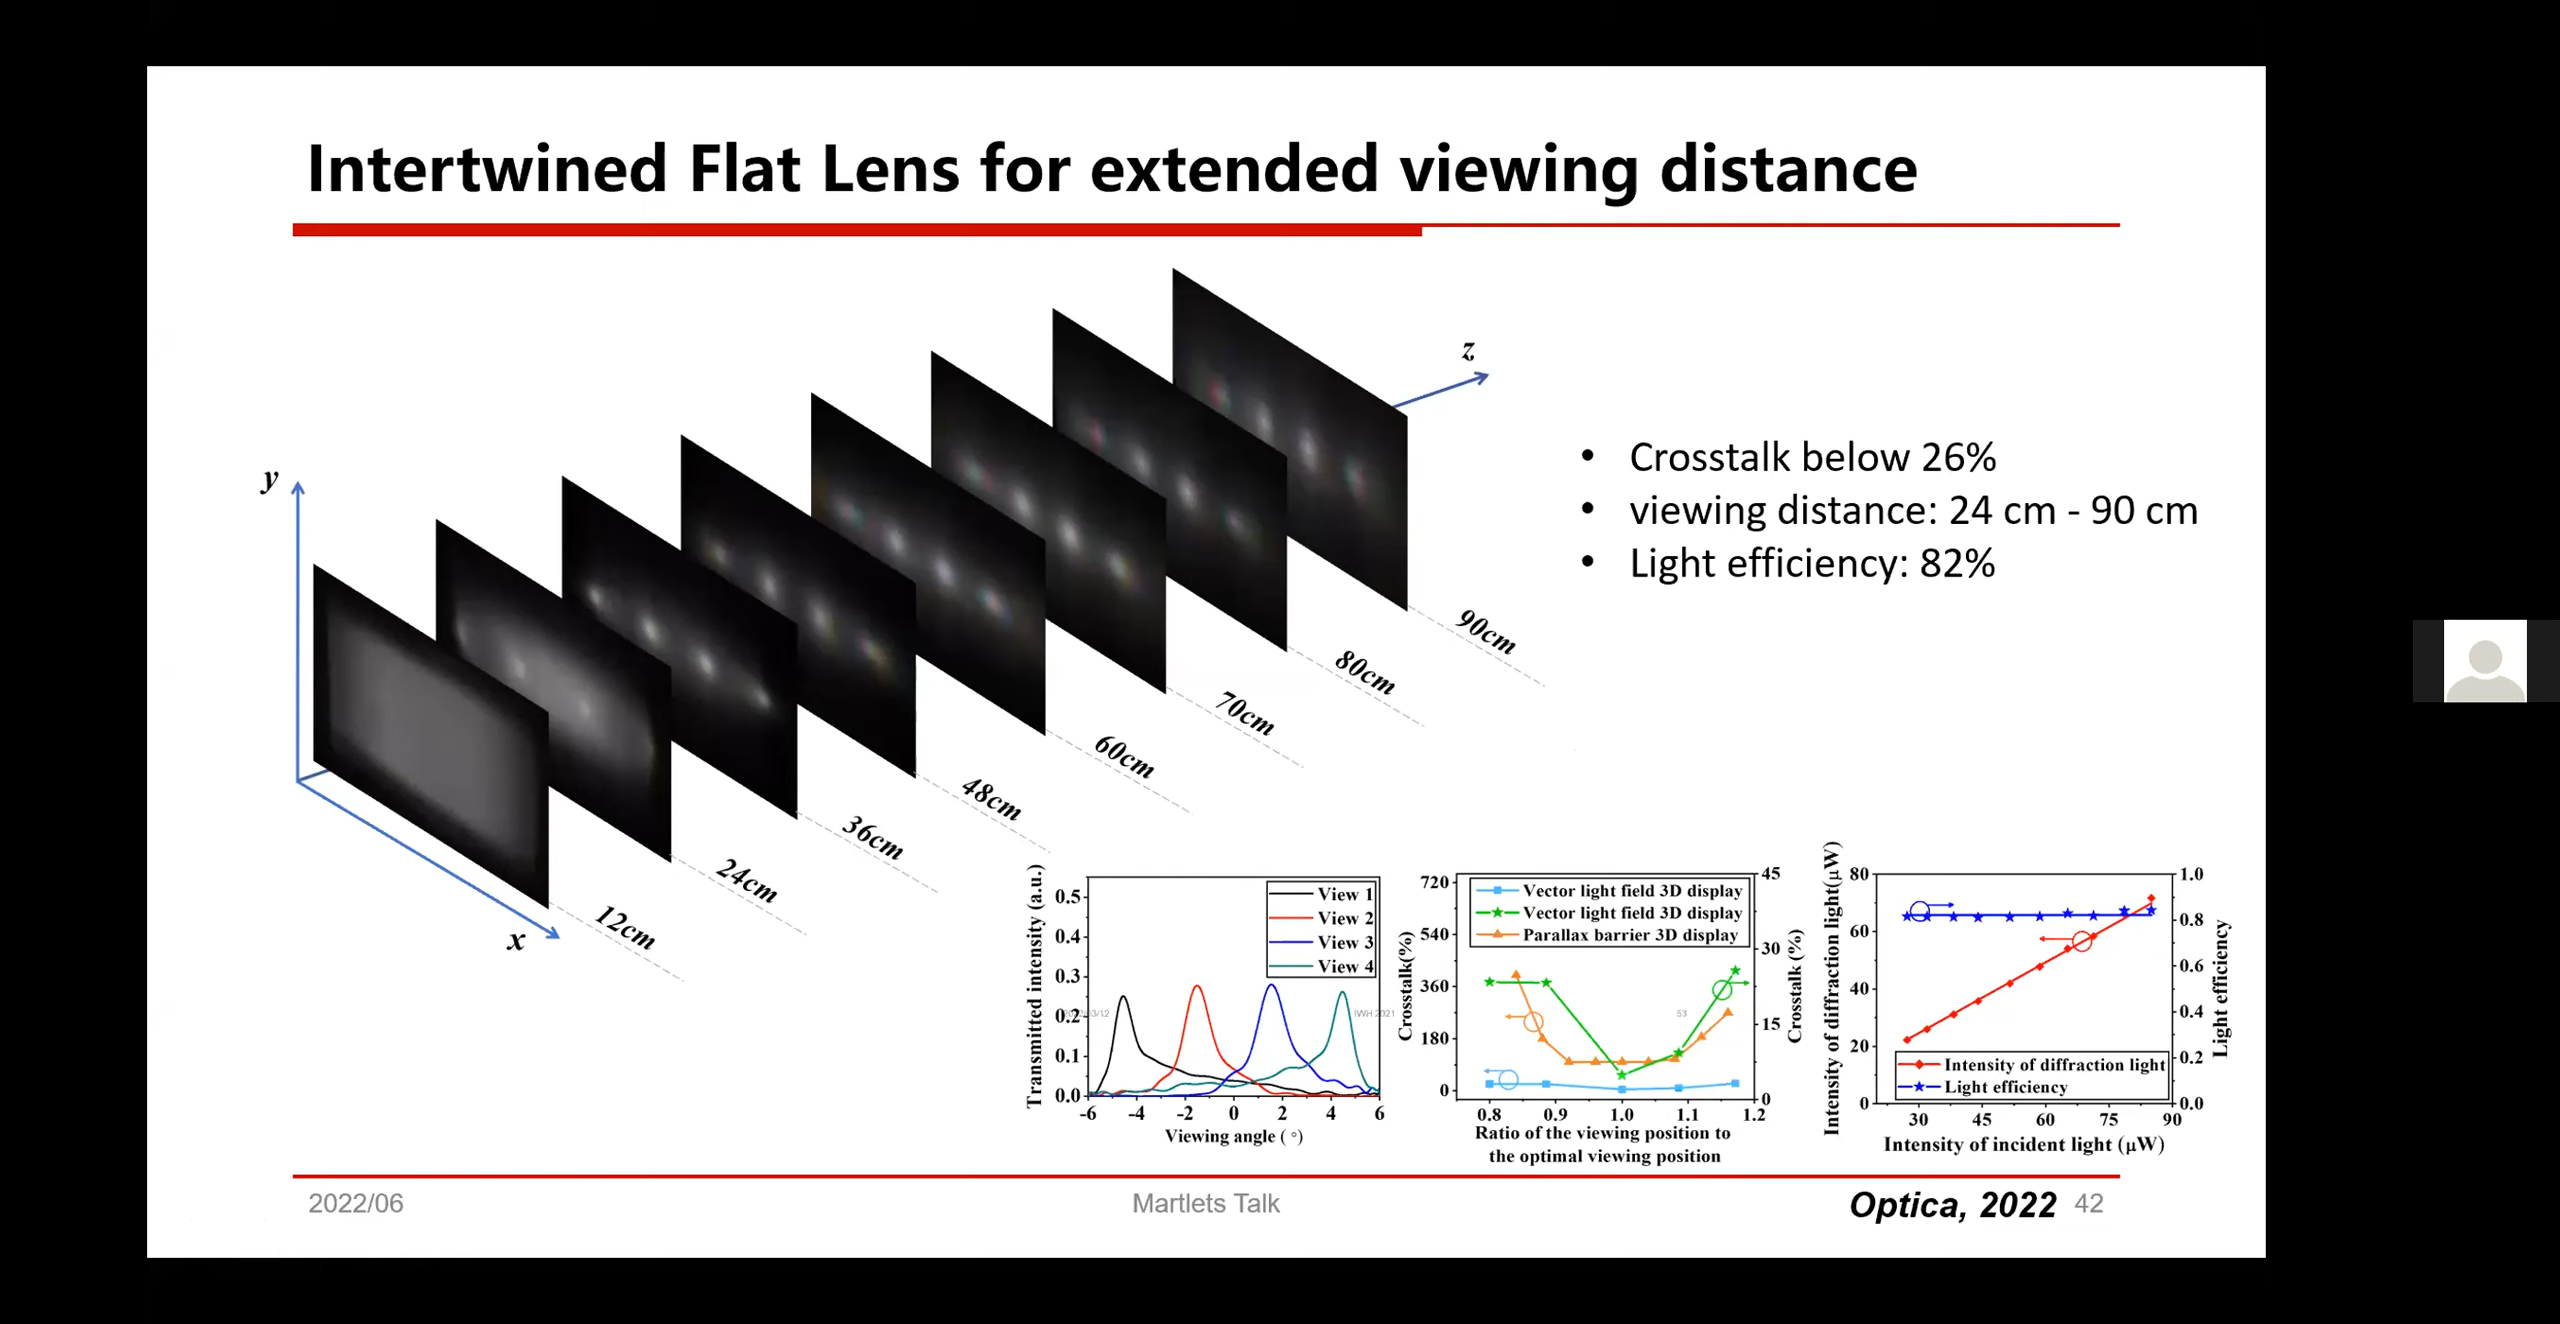 Intertwined Flat Lens for extended viewing distance
z
y
x
12cm
24cm
36cm
48cm
60cm
70cm
80cm
90cm
• Crosstalk below 26%
• viewing distance: 24 cm - 90 cm
• Light efficiency: 82%
Transmitted intensity (a.u.)
0.5
0.4
0.3
0.2
0.1
0.0
View 1
View 2
View 3
View 4
IWH 2021
-6 -4 -2 0 2 4 6
Viewing angle (°)
Crosstalk(%)
720
540
360
180
0
Vector light field 3D display
Vector light field 3D display
Parallax barrier 3D display
53
45
30
15
0
Crosstalk (%)
0.8 0.9 1.0 1.1 1.2
Ratio of the viewing position to
the optimal viewing position
Intensity of diffraction light(μW)
80
60
40
20
0
Intensity of diffraction light
Light efficiency
1.0
0.8
0.6
0.4
0.2
0.0
Light efficiency
30 45 60 75 90
Intensity of incident light (μW)
2022/06
Martlets Talk
Optica, 2022 42